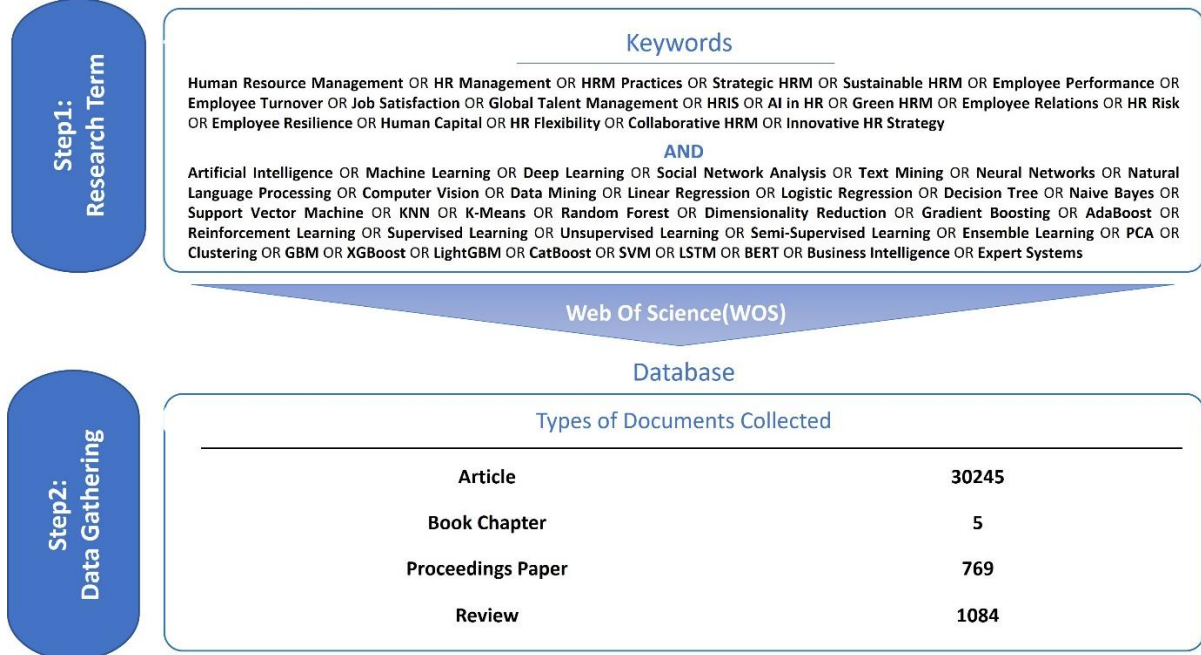 Step1:
Research Term
Keywords
Human Resource Management OR HR Management OR HRM Practices OR Strategic HRM OR Sustainable HRM OR Employee Performance OR
Employee Turnover OR Job Satisfaction OR Global Talent Management OR HRIS OR AI in HR OR Green HRM OR Employee Relations OR HR Risk
OR Employee Resilience OR Human Capital OR HR Flexibility OR Collaborative HRM OR Innovative HR Strategy
AND
Artificial Intelligence OR Machine Learning OR Deep Learning OR Social Network Analysis OR Text Mining OR Neural Networks OR Natural
Language Processing OR Computer Vision OR Data Mining OR Linear Regression OR Logistic Regression OR Decision Tree OR Naive Bayes OR
Support Vector Machine OR KNN OR K-Means OR Random Forest OR Dimensionality Reduction OR Gradient Boosting OR AdaBoost OR
Reinforcement Learning OR Supervised Learning OR Unsupervised Learning OR Semi-Supervised Learning OR Ensemble Learning OR PCA OR
Clustering OR GBM OR XGBoost OR LightGBM OR CatBoost OR SVM OR LSTM OR BERT OR Business Intelligence OR Expert Systems
Web Of Science(WOS)
Step2:
Data Gathering
Database
Types of Documents Collected
Article 30245
Book Chapter 5
Proceedings Paper 769
Review 1084